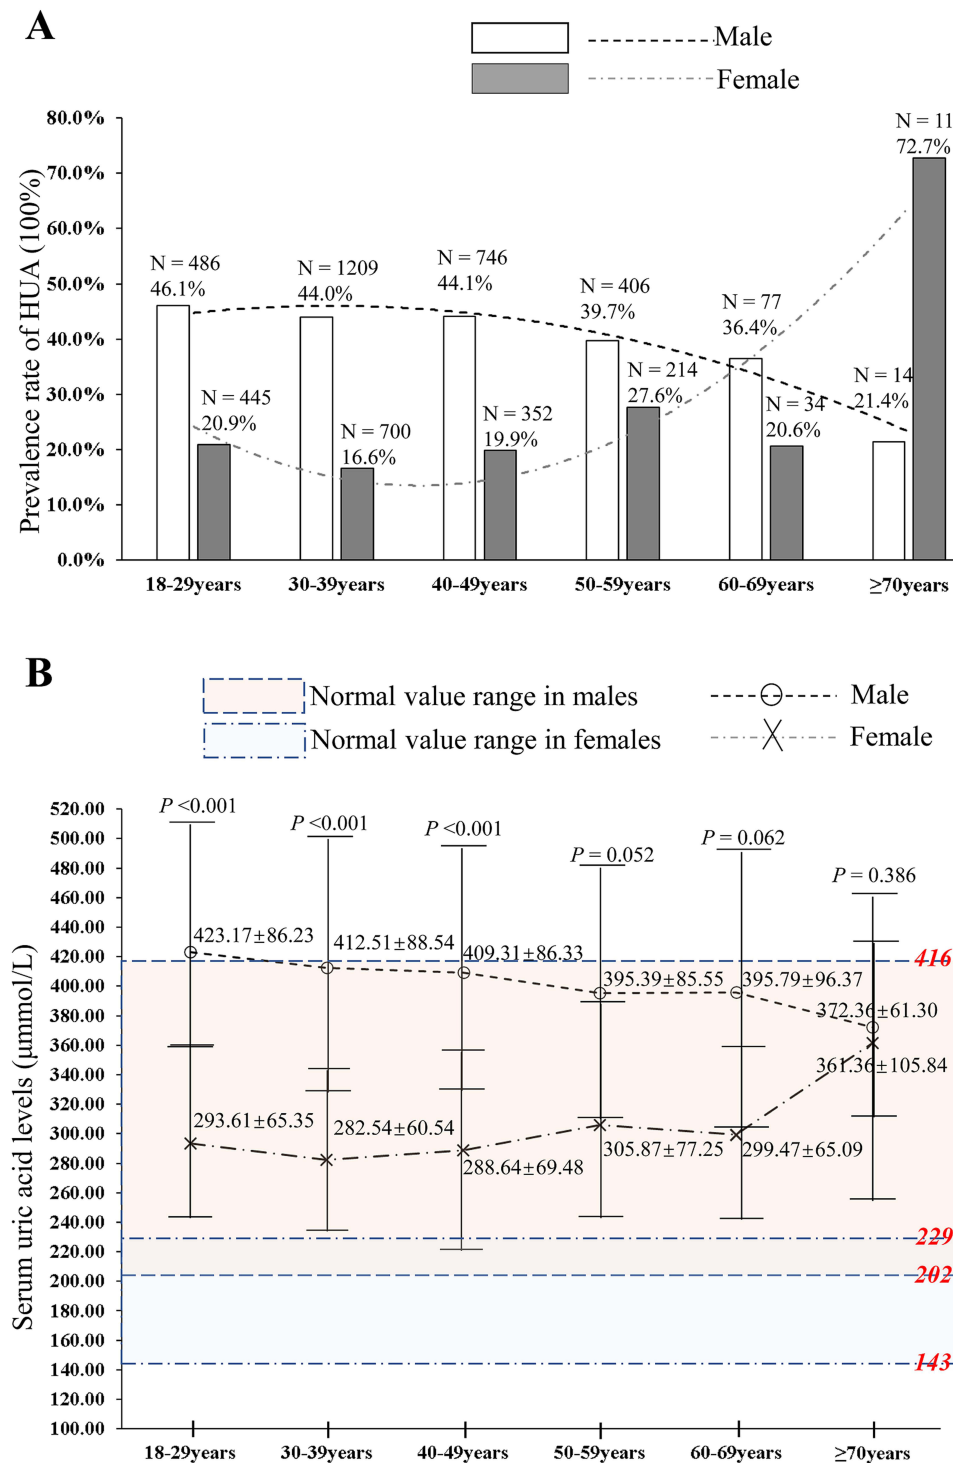 A
Male
Female
Prevalence rate of HUA (100%)
80.0%
70.0%
60.0%
50.0%
40.0%
30.0%
20.0%
10.0%
0.0%
N = 486
46.1%
N = 445
20.9%
N = 1209
44.0%
N = 700
16.6%
N = 746
44.1%
N = 352
19.9%
N = 406
39.7%
N = 214
27.6%
N = 77
36.4%
N = 34
20.6%
N = 14
21.4%
N = 11
72.7%
18-29years
30-39years
40-49years
50-59years
60-69years
≥70years
B
Normal value range in males
Male
Normal value range in females
Female
Serum uric acid levels (μmmol/L)
520.00
500.00
480.00
460.00
440.00
420.00
400.00
380.00
360.00
340.00
320.00
300.00
280.00
260.00
240.00
220.00
200.00
180.00
160.00
140.00
120.00
100.00
P <0.001
P <0.001
P <0.001
P = 0.052
P = 0.062
P = 0.386
423.17±86.23
412.51±88.54
409.31±86.33
395.39±85.55
395.79±96.37
372.36±61.30
293.61±65.35
282.54±60.54
288.64±69.48
305.87±77.25
299.47±65.09
361.36±105.84
416
229
202
143
18-29years
30-39years
40-49years
50-59years
60-69years
≥70years